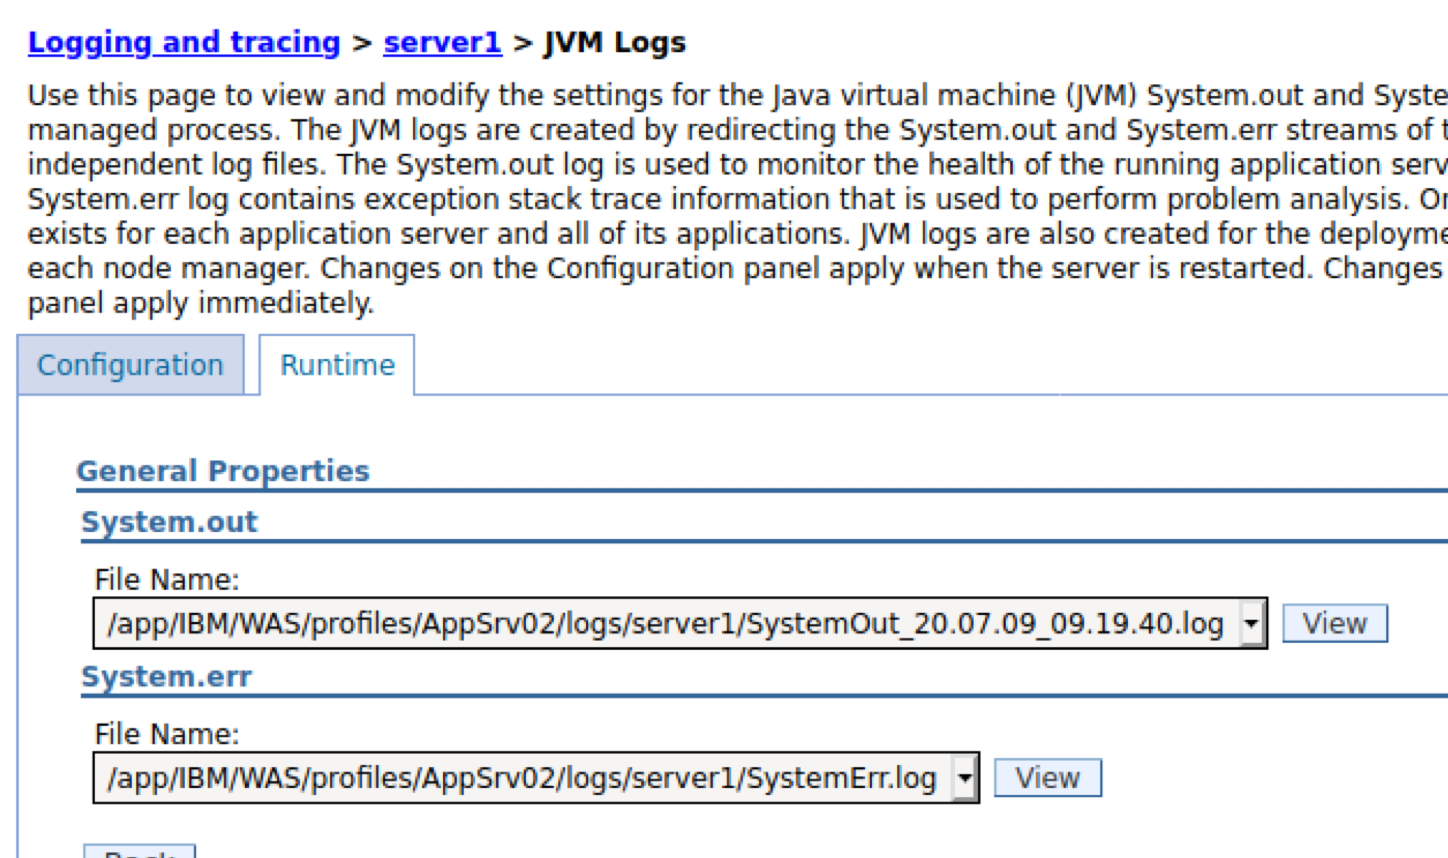 Logging and tracing > server1 > JVM Logs
Use this page to view and modify the settings for the Java virtual machine (JVM) System.out and
managed process. The JVM logs are created by redirecting the System.out and System.err streams of
independent log files. The System.out log is used to monitor the health of the running application
System.err log contains exception stack trace information that is used to perform problem analysis.
exists for each application server and all of its applications. JVM logs are also created for the
each node manager. Changes on the Configuration panel apply when the server is restarted. Changes
panel apply immediately.
Configuration Runtime
General Properties
System.out
File Name:
/app/IBM/WAS/profiles/AppSrv02/logs/server1/SystemOut_20.07.09_09.19.40.log View
System.err
File Name:
/app/IBM/WAS/profiles/AppSrv02/logs/server1/SystemErr.log View
Back